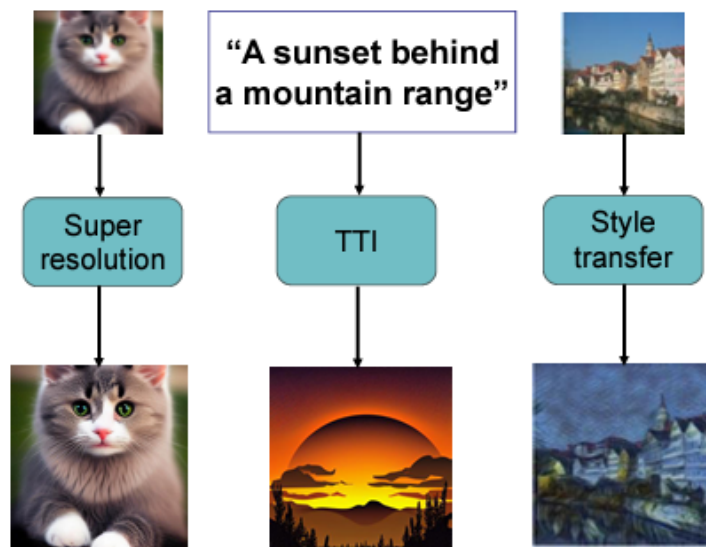 “A sunset behind
a mountain range”
Super
resolution
TTI
Style
transfer